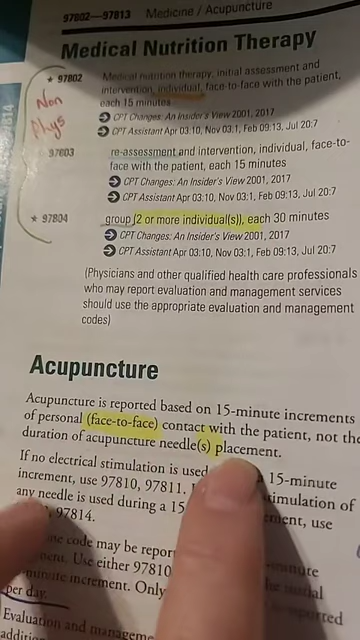 97802—97813 Medicine / Acupuncture
Medical Nutrition Therapy
★ 97802 Medical nutrition therapy, initial assessment and
intervention, individual, face-to-face with the patient,
each 15 minutes
CPT Changes: An Insider's View 2001, 2017
CPT Assistant Apr 03:10, Nov 03:1, Feb 09:13, Jul 20:7
Non
Phys
97803 re-assessment and intervention, individual, face-to-
face with the patient, each 15 minutes
CPT Changes: An Insider's View 2001, 2017
CPT Assistant Apr 03:10, Nov 03:1, Feb 09:13, Jul 20:7
★ 97804 group (2 or more individual(s)), each 30 minutes
CPT Changes: An Insider's View 2001, 2017
CPT Assistant Apr 03:10, Nov 03:1, Feb 09:13, Jul 20:7
(Physicians and other qualified health care professionals
who may report evaluation and management services
should use the appropriate evaluation and management
codes)
Acupuncture
Acupuncture is reported based on 15-minute increments
of personal (face-to-face) contact with the patient, not the
duration of acupuncture needle(s) placement.
If no electrical stimulation is used 15-minute
increment, use 97810, 97811. stimulation of
any needle is used during a 15 use
97814.
code may be
Use either 97810
increment. Only
per day.
Evaluation and